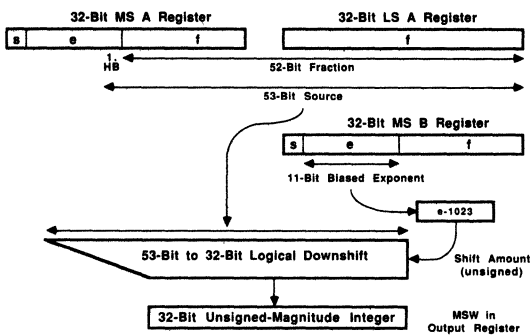 32-Bit MS A Register
32-Bit LS A Register
s e f
f
1.
HB
52-Bit Fraction
53-Bit Source
32-Bit MS B Register
s e f
11-Bit Biased Exponent
e-1023
53-Bit to 32-Bit Logical Downshift
Shift Amount
(unsigned)
32-Bit Unsigned-Magnitude Integer
MSW in
Output Register